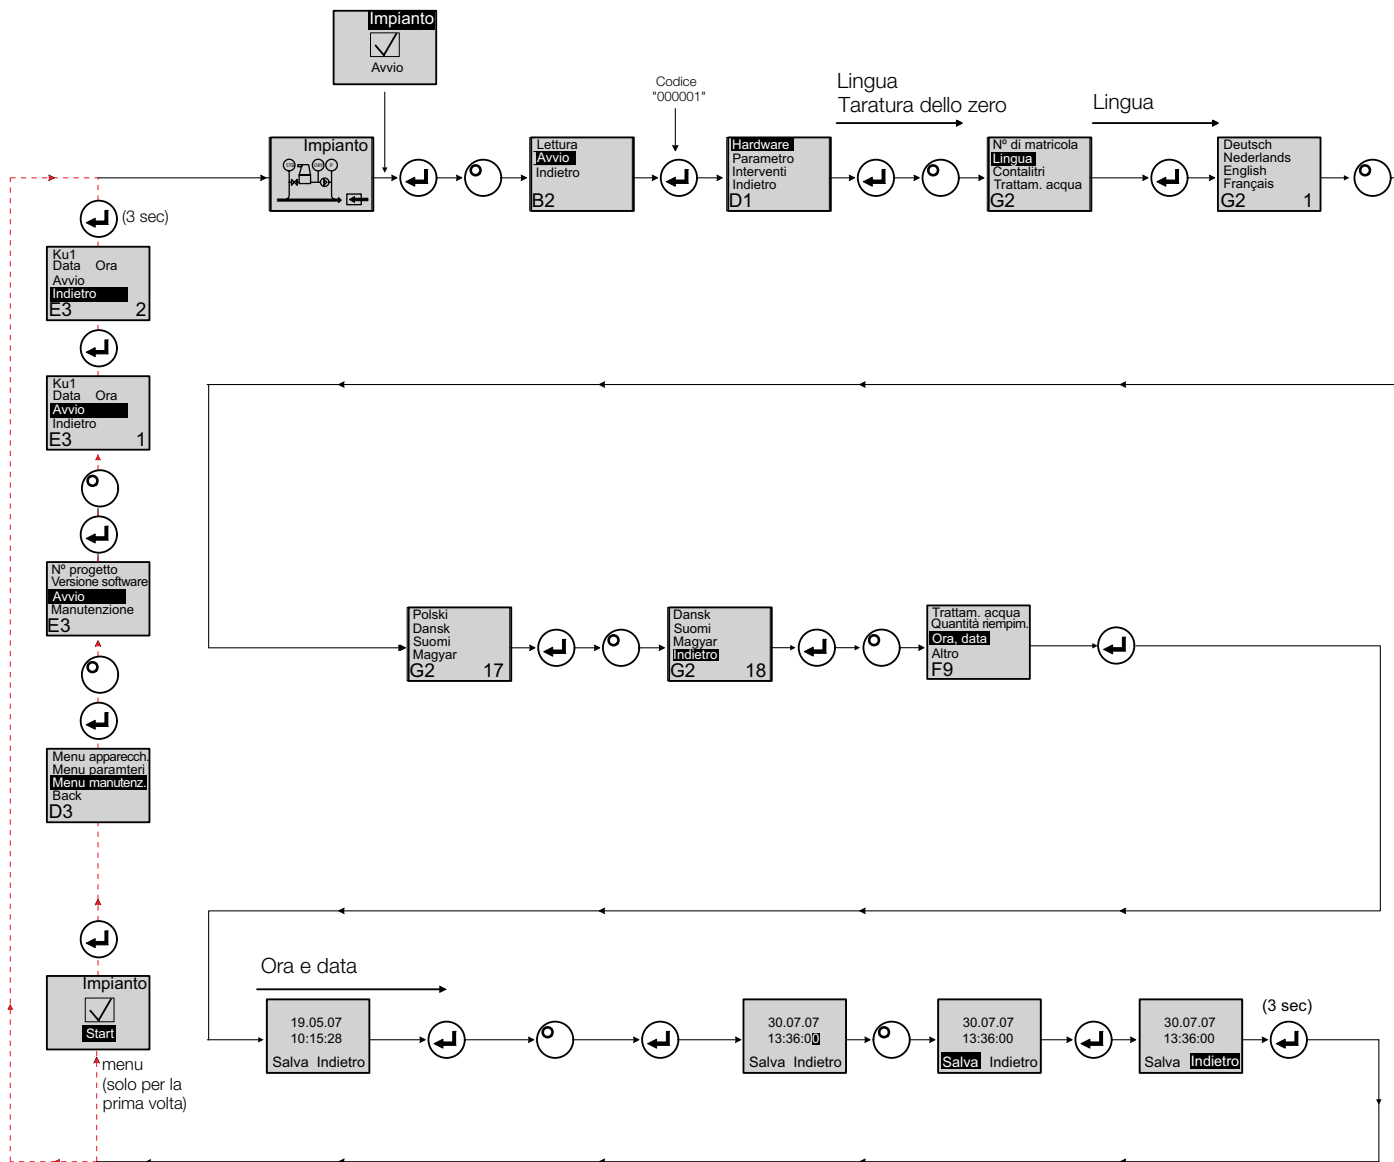 Impianto
Avvio
Codice
"000001"
Lingua
Taratura dello zero
Lingua
Impianto
STB
DRI
P
Lettura
Avvio
Indietro
B2
Hardware
Parametro
Interventi
Indietro
D1
Nº di matricola
Lingua
Contalitri
Trattam. acqua
G2
Deutsch
Nederlands
English
Français
G2 1
(3 sec)
Ku1
Data Ora
Avvio
Indietro
E3 2
Ku1
Data Ora
Avvio
Indietro
E3 1
Nº progetto
Versione software
Avvio
Manutenzione
E3
Polski
Dansk
Suomi
Magyar
G2 17
Dansk
Suomi
Magyar
Indietro
G2 18
Trattam. acqua
Quantità riempim.
Ora, data
Altro
F9
Menu apparecch.
Menu paramteri
Menu manutenz.
Back
D3
Impianto
Start
menu
(solo per la
prima volta)
Ora e data
19.05.07
10:15:28
Salva Indietro
30.07.07
13:36:00
Salva Indietro
30.07.07
13:36:00
Salva Indietro
30.07.07
13:36:00
Salva Indietro
(3 sec)